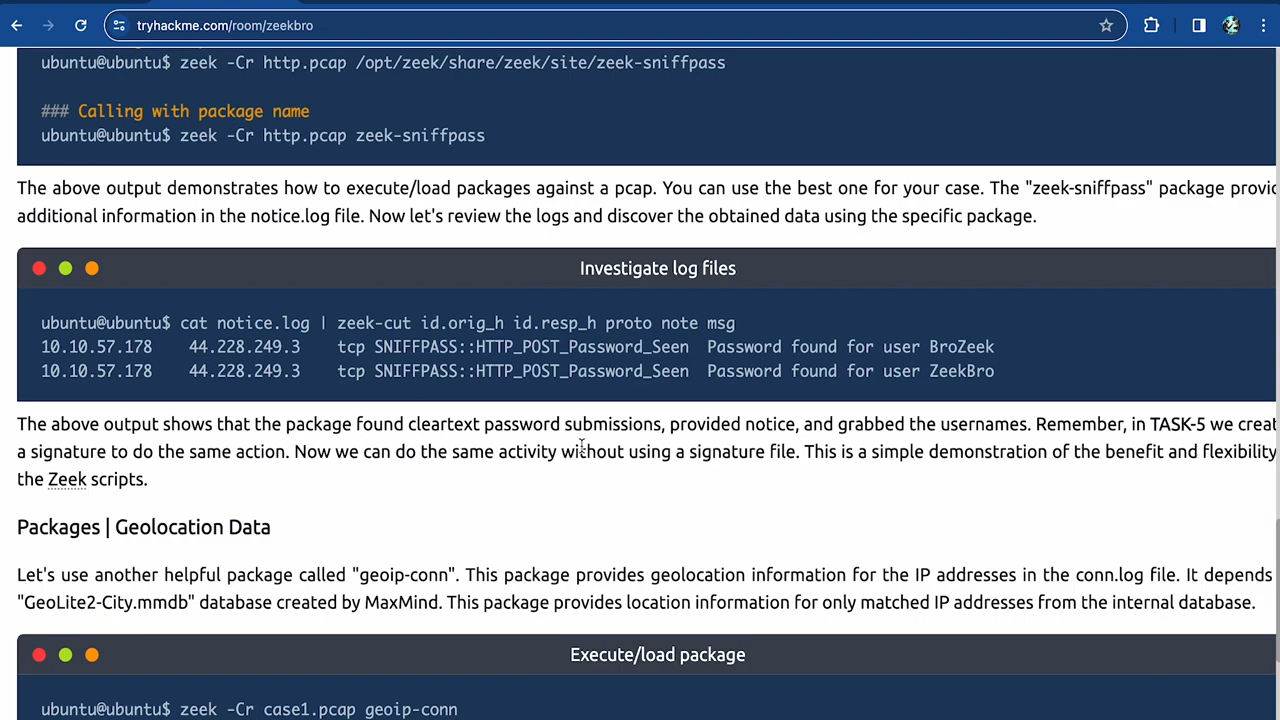 tryhackme.com/room/zeekbro
ubuntu@ubuntu$ zeek -Cr http.pcap /opt/zeek/share/zeek/site/zeek-sniffpass
### Calling with package name
ubuntu@ubuntu$ zeek -Cr http.pcap zeek-sniffpass
The above output demonstrates how to execute/load packages against a pcap. You can use the best one for your case. The "zeek-sniffpass" package provid
additional information in the notice.log file. Now let's review the logs and discover the obtained data using the specific package.
Investigate log files
ubuntu@ubuntu$ cat notice.log | zeek-cut id.orig_h id.resp_h proto note msg
10.10.57.178 44.228.249.3 tcp SNIFFPASS::HTTP_POST_Password_Seen Password found for user BroZeek
10.10.57.178 44.228.249.3 tcp SNIFFPASS::HTTP_POST_Password_Seen Password found for user ZeekBro
The above output shows that the package found cleartext password submissions, provided notice, and grabbed the usernames. Remember, in TASK-5 we creat
a signature to do the same action. Now we can do the same activity without using a signature file. This is a simple demonstration of the benefit and flexibility
the Zeek scripts.
Packages | Geolocation Data
Let's use another helpful package called "geoip-conn". This package provides geolocation information for the IP addresses in the conn.log file. It depends
"GeoLite2-City.mmdb" database created by MaxMind. This package provides location information for only matched IP addresses from the internal database.
Execute/load package
ubuntu@ubuntu$ zeek -Cr case1.pcap geoip-conn